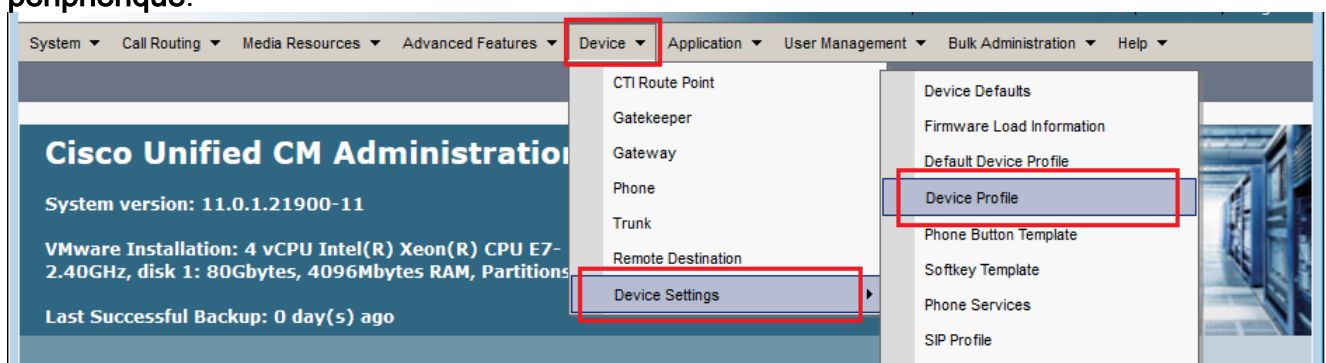 périphérique.
System Call Routing Media Resources Advanced Features Device Application User Management Bulk Administration Help
CTI Route Point
Gatekeeper
Gateway
Phone
Trunk
Remote Destination
Device Settings
Device Defaults
Firmware Load Information
Default Device Profile
Device Profile
Phone Button Template
Softkey Template
Phone Services
SIP Profile
Cisco Unified CM Administration
System version: 11.0.1.21900-11
VMware Installation: 4 vCPU Intel(R) Xeon(R) CPU E7-
2.40GHz, disk 1: 80Gbytes, 4096Mbytes RAM, Partitions
Last Successful Backup: 0 day(s) ago